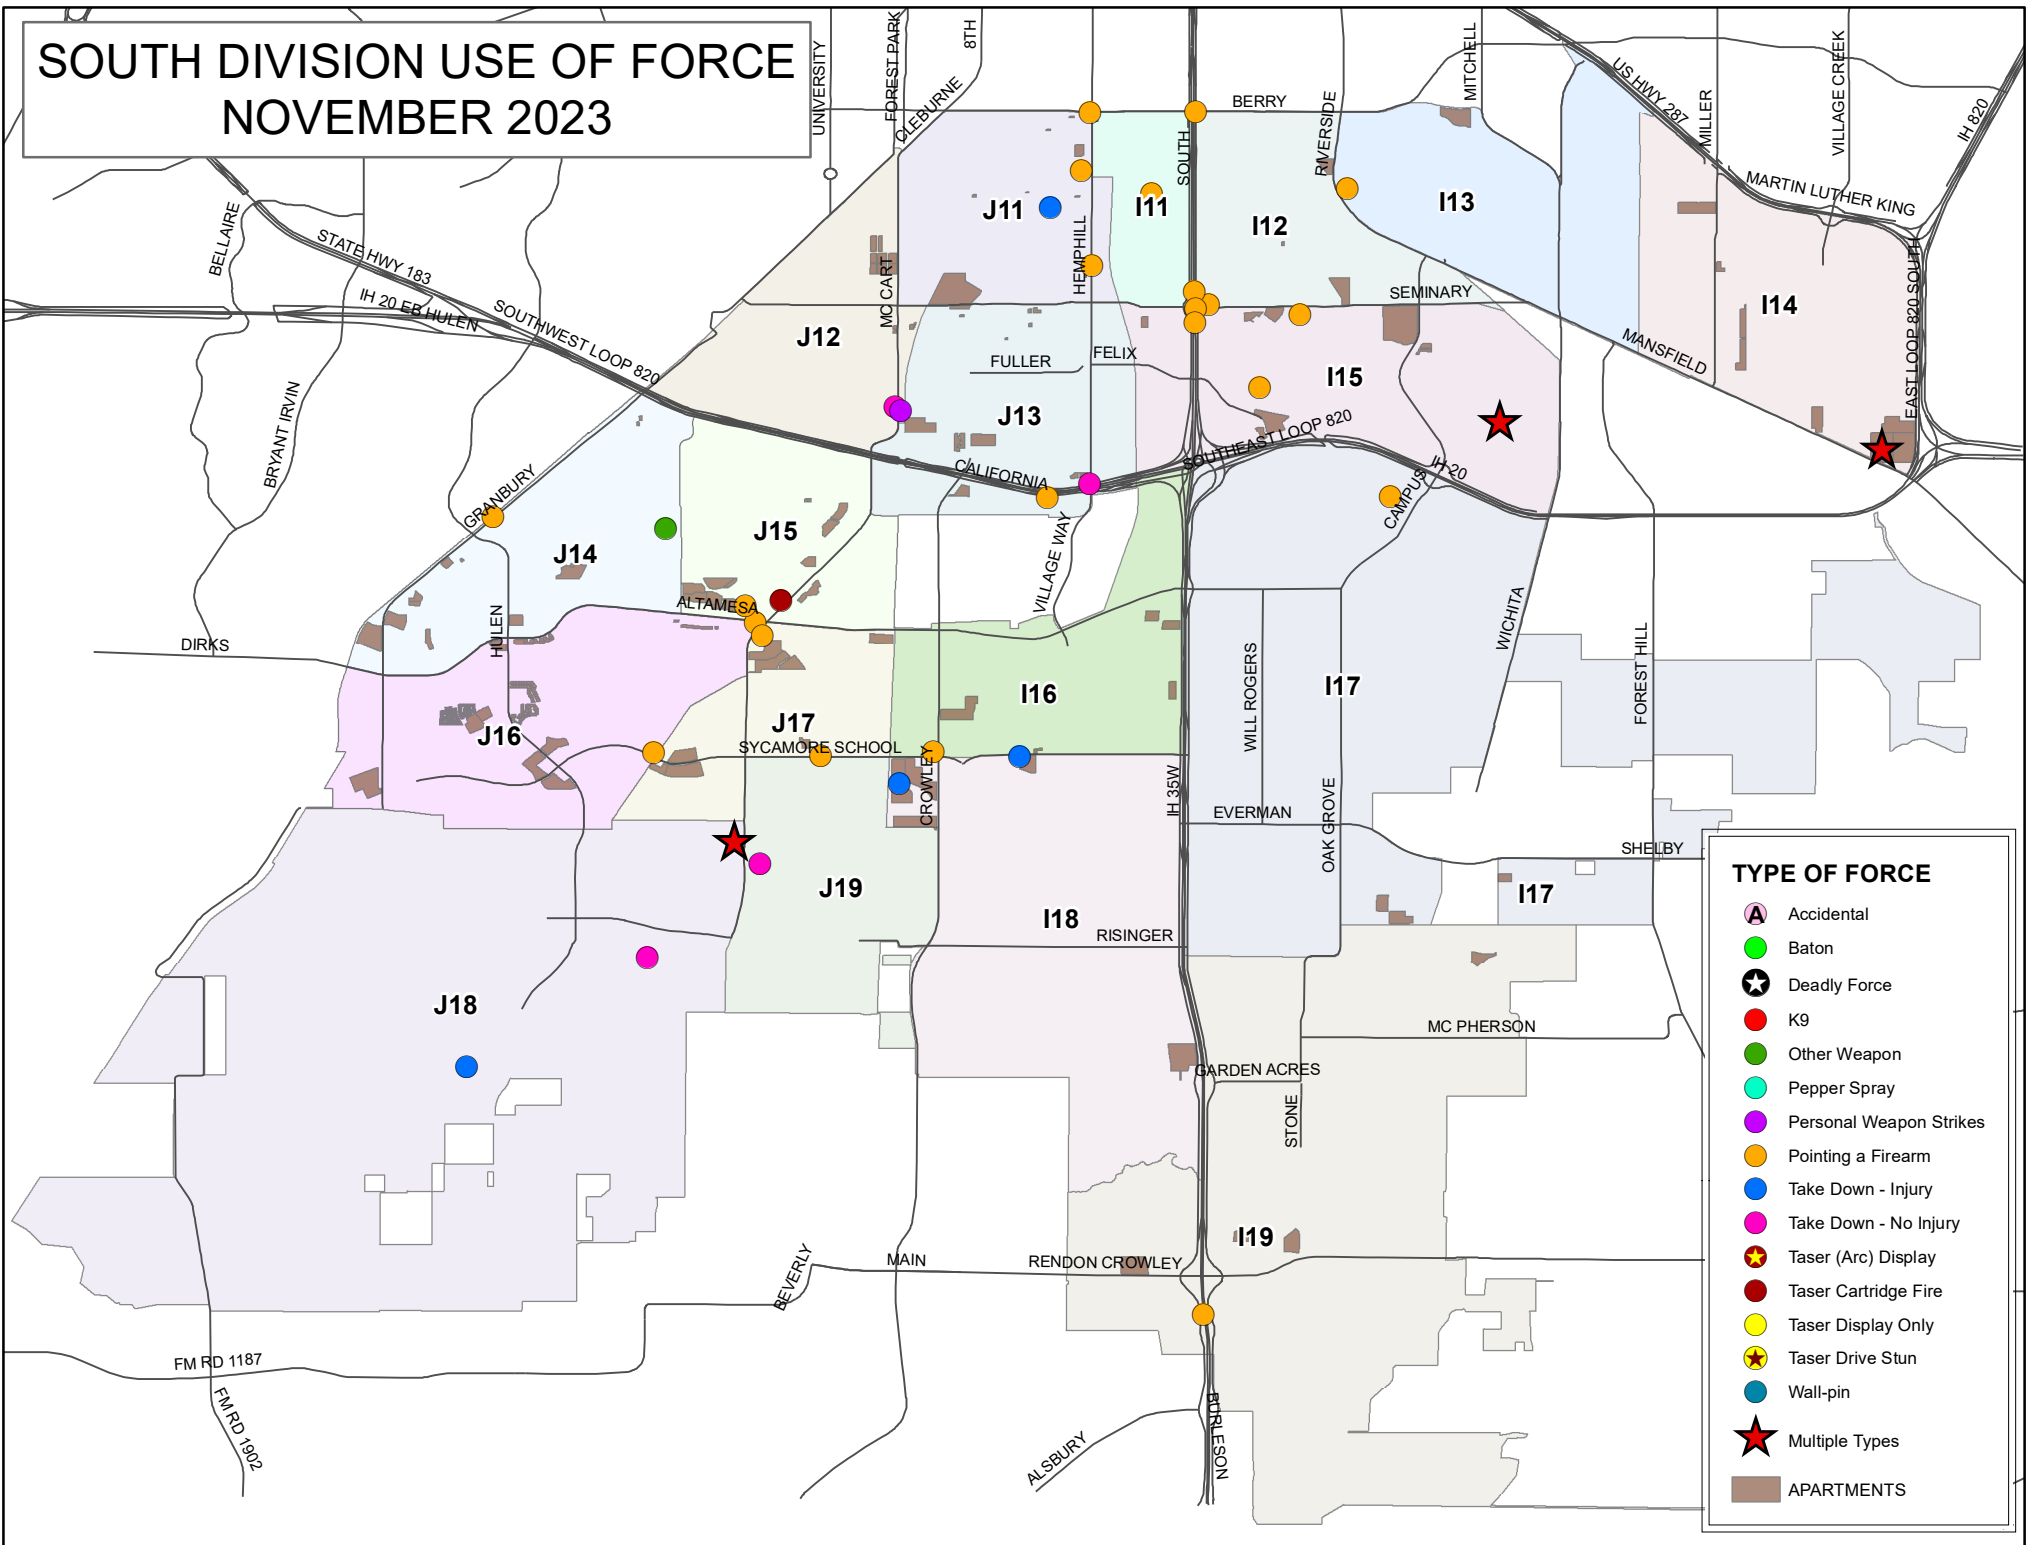 SOUTH DIVISION USE OF FORCE
NOVEMBER 2023
UNIVERSITY
FOREST PARK
8TH
CLEBURNE
BERRY
SOUTH
RIVERSIDE
MITCHELL
US HWY 287
MILLER
VILLAGE CREEK
IH 820
MARTIN LUTHER KING
BELLAIRE
STATE HWY 183
IH 20 EB HULEN
SOUTHWEST LOOP 820
MC CART
HEMPHILL
J11
I11
I12
I13
I14
EAST LOOP 820 SOUTH
SEMINARY
MANSFIELD
J12
FULLER
FELIX
I15
J13
BRYANT IRVIN
GRANBURY
CALIFORNIA
SOUTHEAST LOOP 820
IH 20
CAMPUS
J14
J15
VILLAGE WAY
ALTAMESA
HULEN
DIRKS
WICHITA
FOREST HILL
WILL ROGERS
I16
I17
J16
J17
SYCAMORE SCHOOL
CROWLEY
IH 35W
EVERMAN
OAK GROVE
SHELBY
J19
I18
I17
RISINGER
J18
MC PHERSON
GARDEN ACRES
STONE
I19
BEVERLY
MAIN
RENDON CROWLEY
FM RD 1187
FM RD 1902
ALSBURY
BURLESON
TYPE OF FORCE
A Accidental
Baton
Deadly Force
K9
Other Weapon
Pepper Spray
Personal Weapon Strikes
Pointing a Firearm
Take Down - Injury
Take Down - No Injury
Taser (Arc) Display
Taser Cartridge Fire
Taser Display Only
Taser Drive Stun
Wall-pin
Multiple Types
APARTMENTS